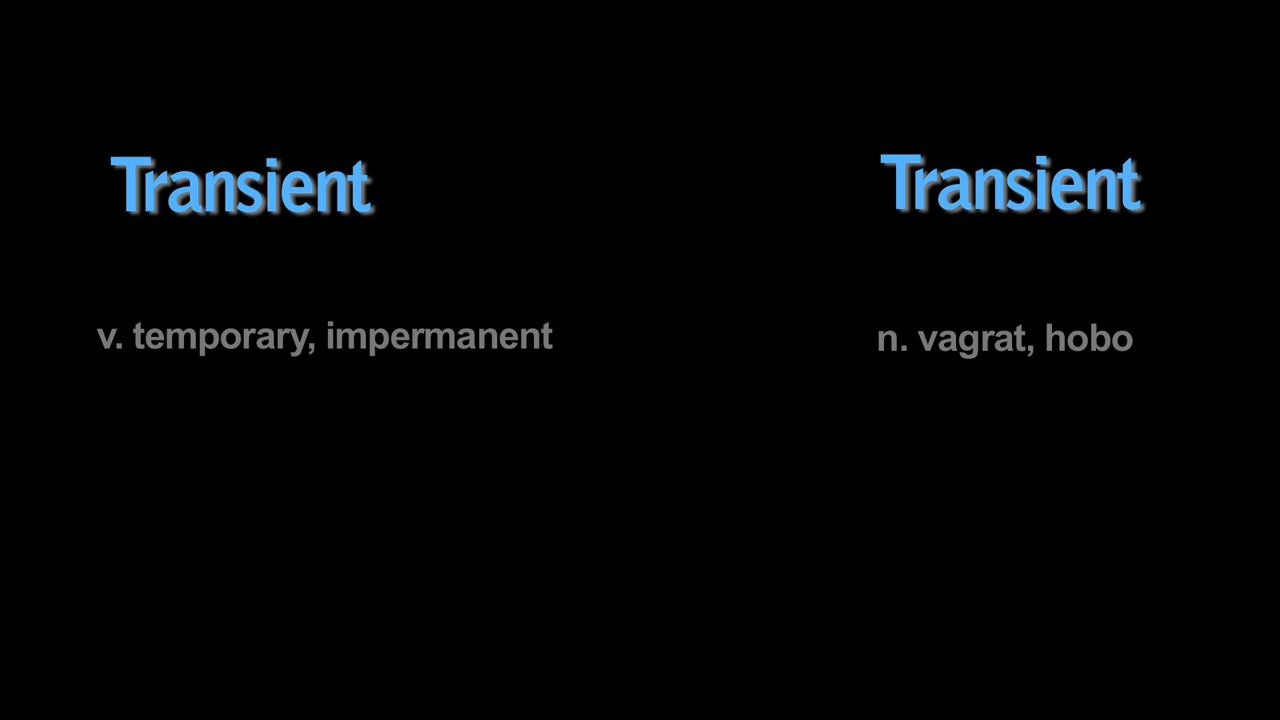 Transient
Transient
v. temporary, impermanent
n. vagrat, hobo